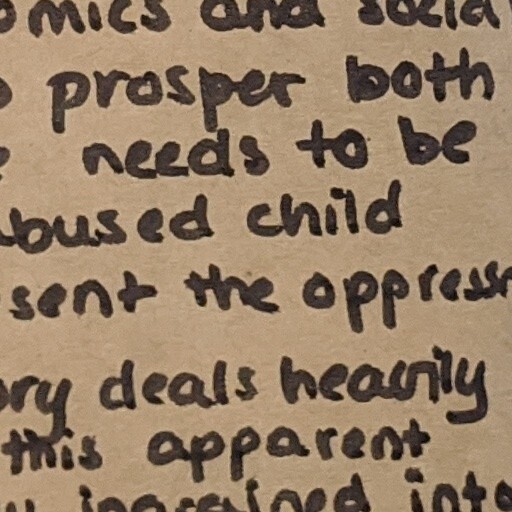 omics and social
prosper both
needs to be
abused child
sent the oppress
ory deals heavily
this apparent
ingrained into